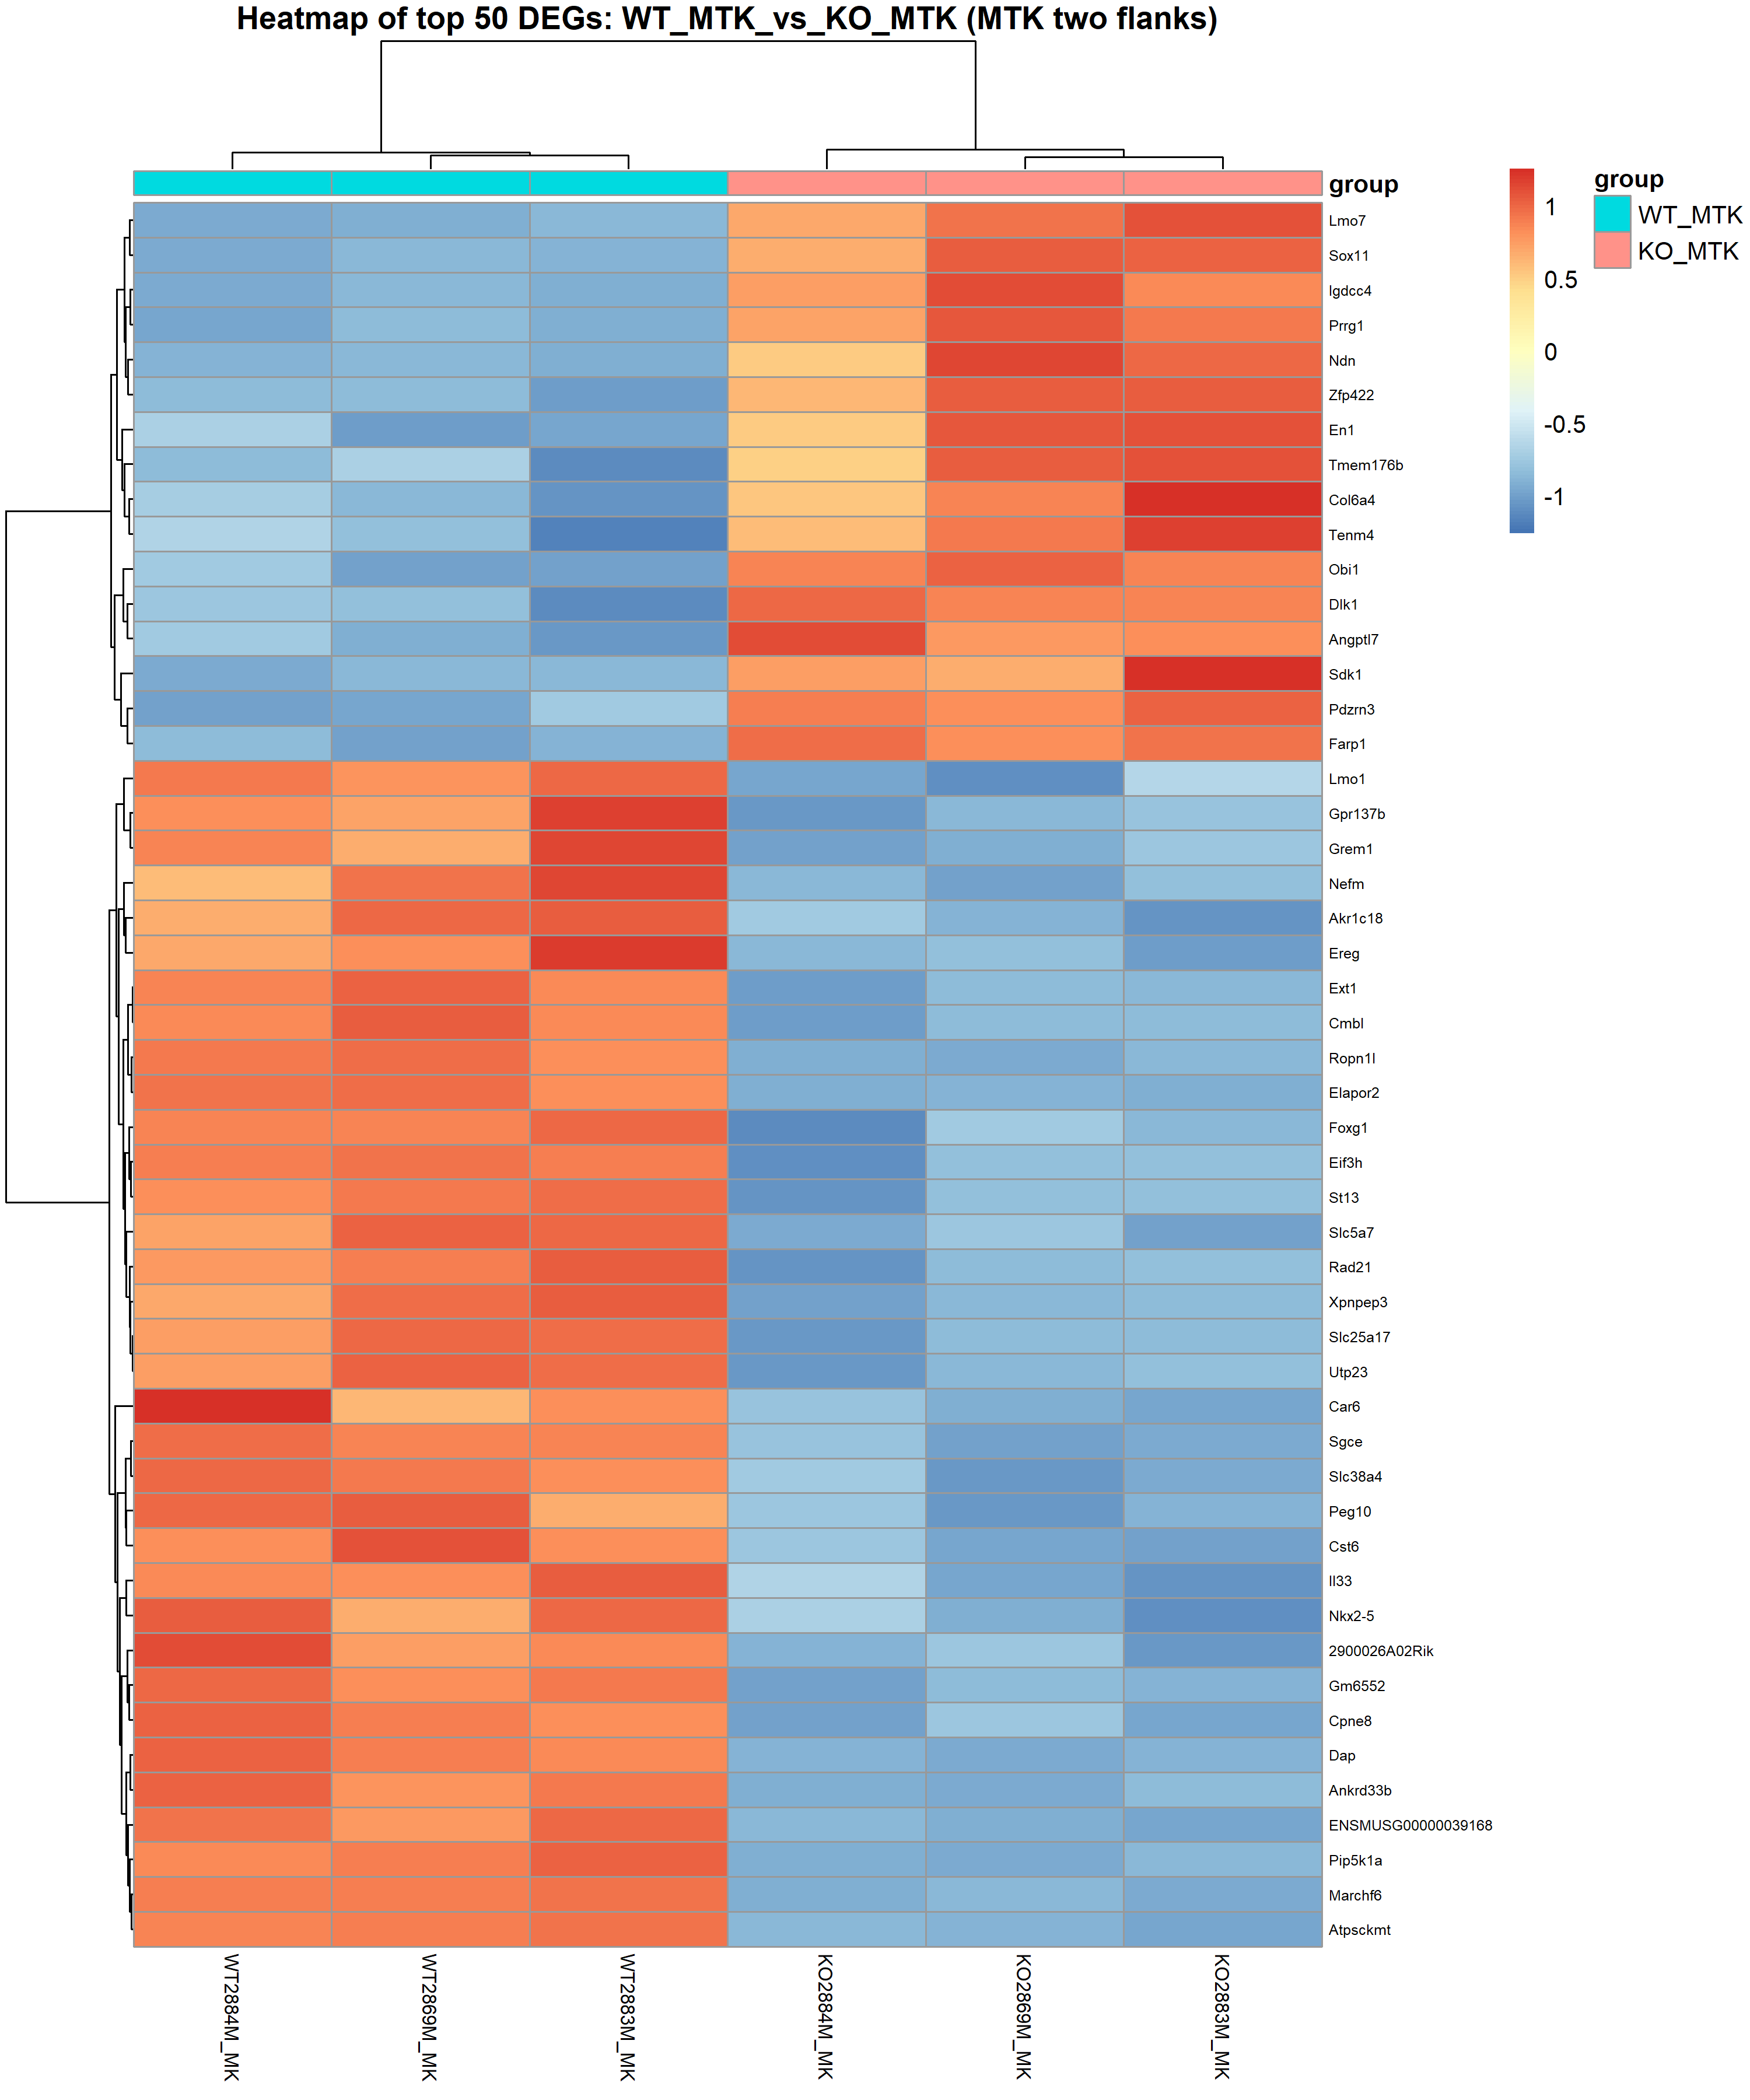 Heatmap of top 50 DEGs: WT_MTK_vs_KO_MTK (MTK two flanks)
group
1
0.5
0
-0.5
-1
group
WT_MTK
KO_MTK
Lmo7
Sox11
Igdcc4
Prrg1
Ndn
Zfp422
En1
Tmem176b
Col6a4
Tenm4
Obi1
Dlk1
Angptl7
Sdk1
Pdzrn3
Farp1
Lmo1
Gpr137b
Grem1
Nefm
Akr1c18
Ereg
Ext1
Cmbl
Ropn1l
Elapor2
Foxg1
Eif3h
St13
Slc5a7
Rad21
Xpnpep3
Slc25a17
Utp23
Car6
Sgce
Slc38a4
Peg10
Cst6
Il33
Nkx2-5
2900026A02Rik
Gm6552
Cpne8
Dap
Ankrd33b
ENSMUSG00000039168
Pip5k1a
Marchf6
Atpsckmt
WT2884M_MK
WT2869M_MK
WT2883M_MK
KO2884M_MK
KO2869M_MK
KO2883M_MK